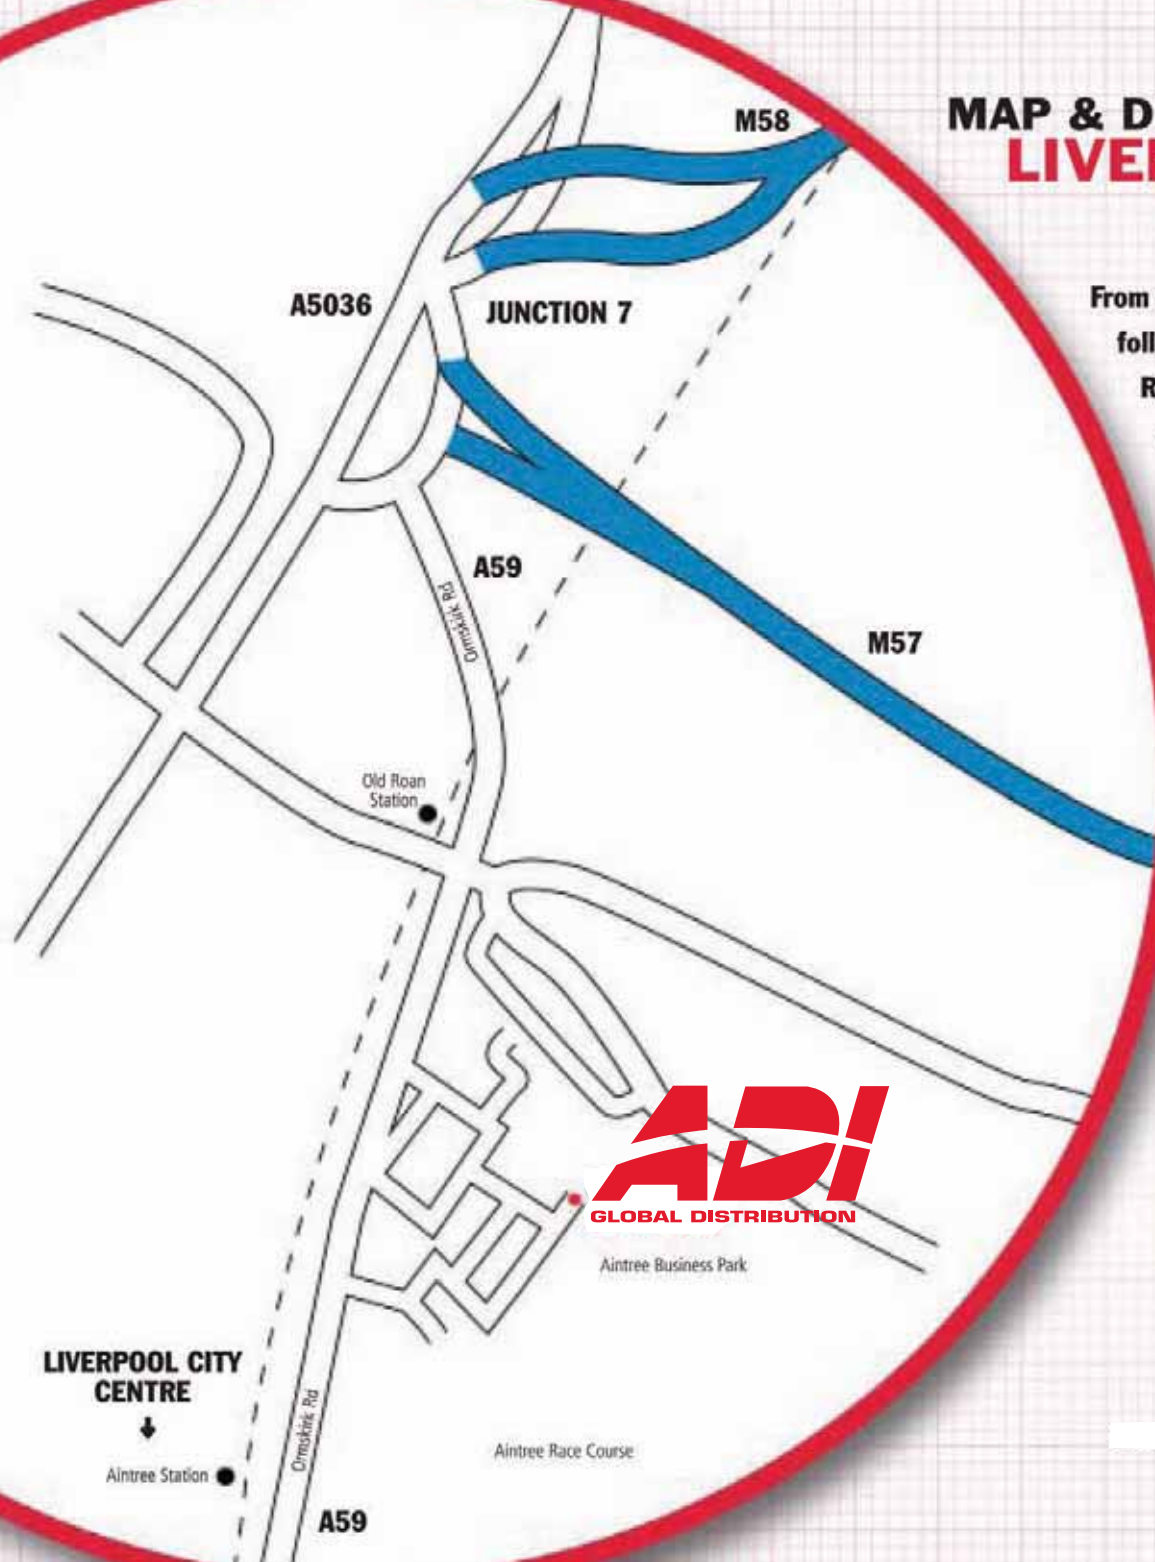 M58
MAP & D
LIVE
A5036
JUNCTION 7
From
foll
R
A59
Ormskirk Rd
M57
Old Roan
Station
ADI
GLOBAL DISTRIBUTION
Aintree Business Park
LIVERPOOL CITY
CENTRE
Ormskirk Rd
Aintree Race Course
Aintree Station
A59